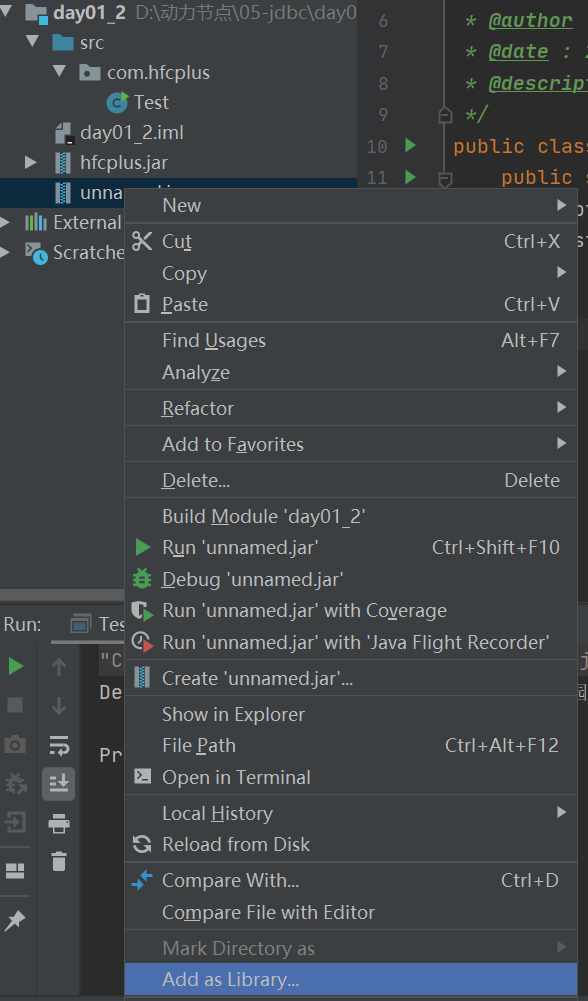 day01_2 D:\动力节点\05-jdbc\day0
src
com.hfcplus
Test
day01_2.iml
hfcplus.jar
External
Scratche
6 * @author
7 * @date :
8 * @descript
9 */
10 public class
11 public s
New
Cut Ctrl+X
Copy
Paste Ctrl+V
Find Usages Alt+F7
Analyze
Refactor
Add to Favorites
Delete... Delete
Build Module 'day01_2'
Run 'unnamed.jar' Ctrl+Shift+F10
Debug 'unnamed.jar'
Run 'unnamed.jar' with Coverage
Run 'unnamed.jar' with 'Java Flight Recorder'
Create 'unnamed.jar'...
Show in Explorer
File Path Ctrl+Alt+F12
Open in Terminal
Local History
Reload from Disk
Compare With... Ctrl+D
Compare File with Editor
Mark Directory as
Add as Library...
Run: Tes
"C
De
Pr